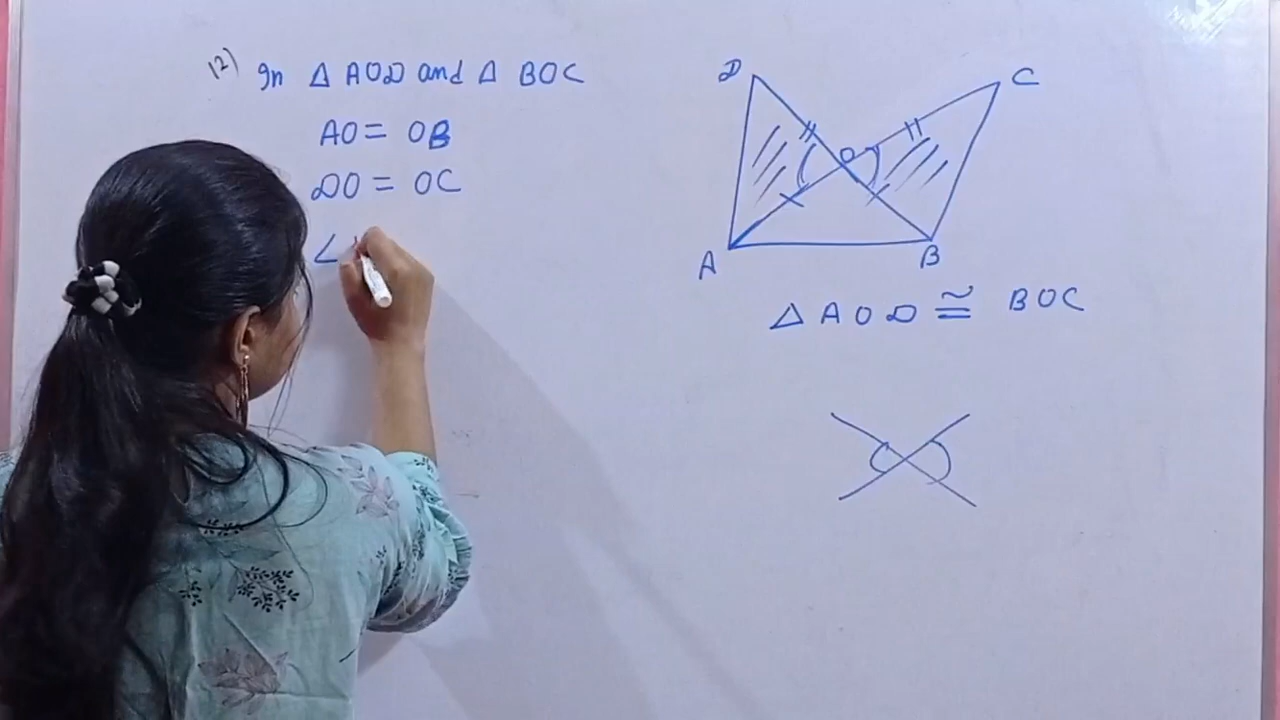 12) In △ AOD and △ BOC
AO = OB
DO = OC
∠
D
C
O
A
B
△ AOD ≅ BOC